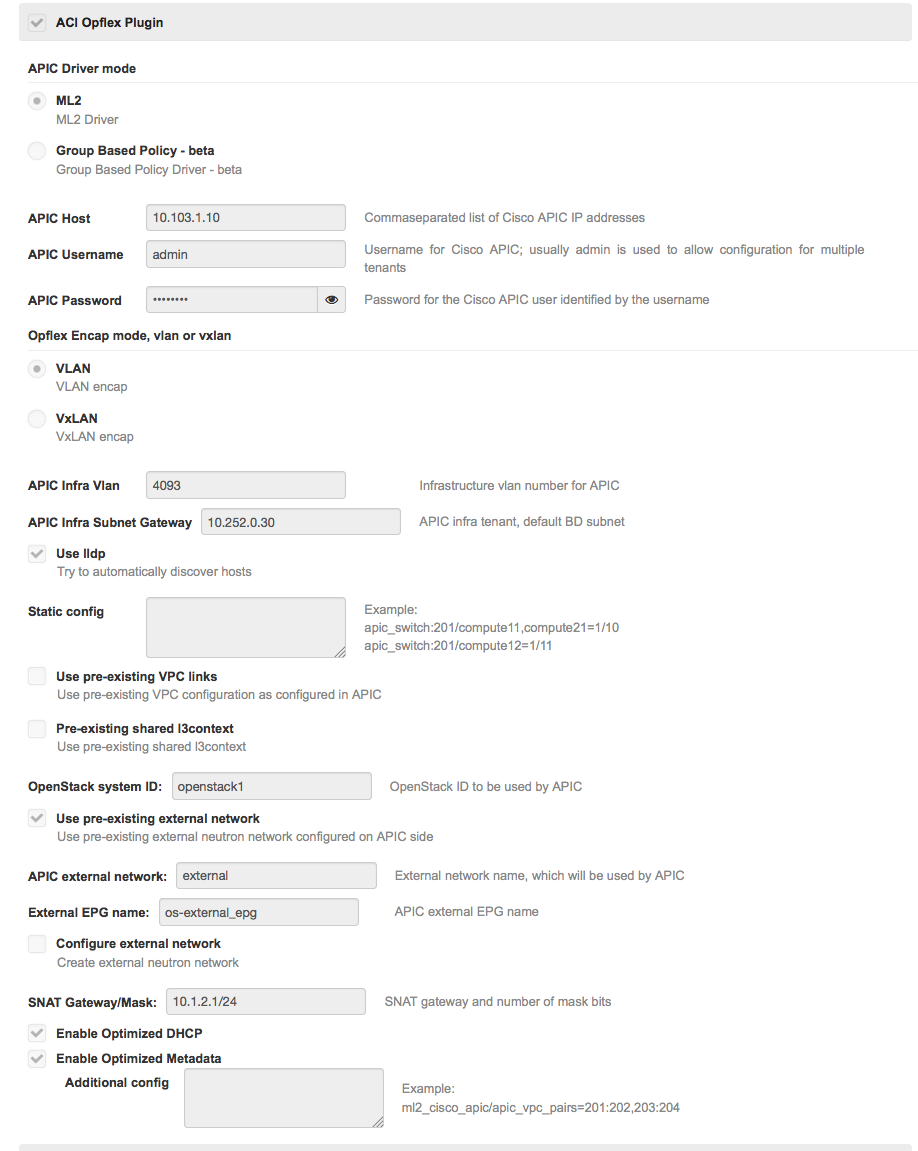 ACI Opflex Plugin
APIC Driver mode
ML2
ML2 Driver
Group Based Policy - beta
Group Based Policy Driver - beta
APIC Host 10.103.1.10 Commaseparated list of Cisco APIC IP addresses
APIC Username admin Username for Cisco APIC; usually admin is used to allow configuration for multiple
tenants
APIC Password •••••••• Password for the Cisco APIC user identified by the username
Opflex Encap mode, vlan or vxlan
VLAN
VLAN encap
VxLAN
VxLAN encap
APIC Infra Vlan 4093 Infrastructure vlan number for APIC
APIC Infra Subnet Gateway 10.252.0.30 APIC infra tenant, default BD subnet
Use lldp
Try to automatically discover hosts
Static config Example:
apic_switch:201/compute11,compute21=1/10
apic_switch:201/compute12=1/11
Use pre-existing VPC links
Use pre-existing VPC configuration as configured in APIC
Pre-existing shared l3context
Use pre-existing shared l3context
OpenStack system ID: openstack1 OpenStack ID to be used by APIC
Use pre-existing external network
Use pre-existing external neutron network configured on APIC side
APIC external network: external External network name, which will be used by APIC
External EPG name: os-external_epg APIC external EPG name
Configure external network
Create external neutron network
SNAT Gateway/Mask: 10.1.2.1/24 SNAT gateway and number of mask bits
Enable Optimized DHCP
Enable Optimized Metadata
Additional config Example:
ml2_cisco_apic/apic_vpc_pairs=201:202,203:204